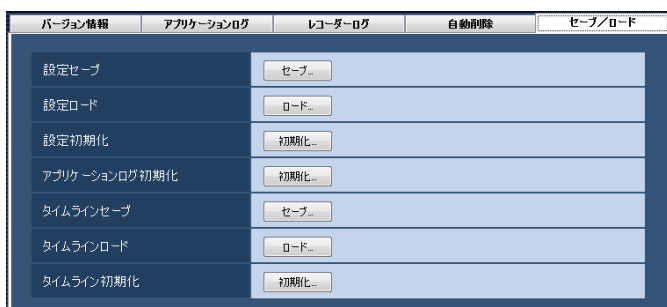 バージョン情報 アプリケーションログ レコーダーログ 自動削除 セーブ/ロード
設定セーブ セーブ...
設定ロード ロード...
設定初期化 初期化...
アプリケーションログ初期化 初期化...
タイムラインセーブ セーブ...
タイムラインロード ロード...
タイムライン初期化 初期化...